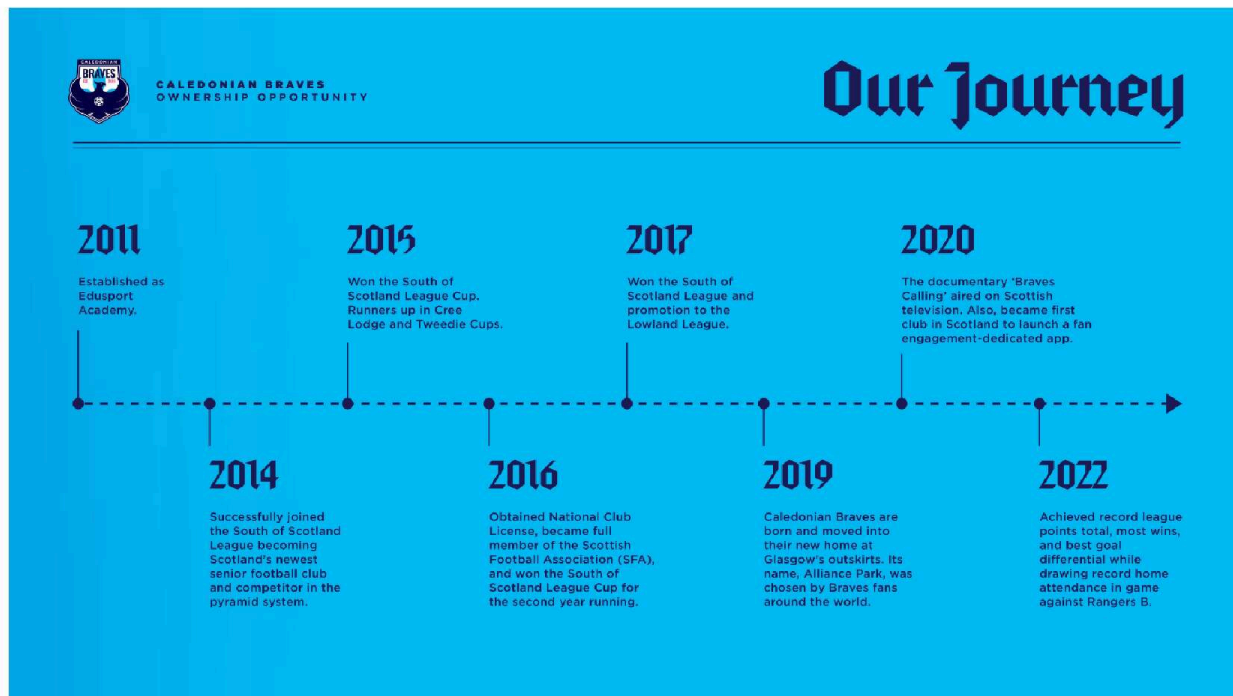 CALEDONIAN
BRAVES
CALEDONIAN BRAVES
OWNERSHIP OPPORTUNITY
Our Journey
2011
Established as
Edusport
Academy.
2015
Won the South of
Scotland League Cup.
Runners up in Cree
Lodge and Tweedie Cups.
2017
Won the South of
Scotland League and
promotion to the
Lowland League.
2020
The documentary ‘Braves
Calling’ aired on Scottish
television. Also, became first
club in Scotland to launch a fan
engagement-dedicated app.
2014
Successfully joined
the South of Scotland
League becoming
Scotland's newest
senior football club
and competitor in the
pyramid system.
2016
Obtained National Club
License, became full
member of the Scottish
Football Association (SFA),
and won the South of
Scotland League Cup for
the second year running.
2019
Caledonian Braves are
born and moved into
their new home at
Glasgow's outskirts. Its
name, Alliance Park, was
chosen by Braves fans
around the world.
2022
Achieved record league
points total, most wins,
and best goal
differential while
drawing record home
attendance in game
against Rangers B.